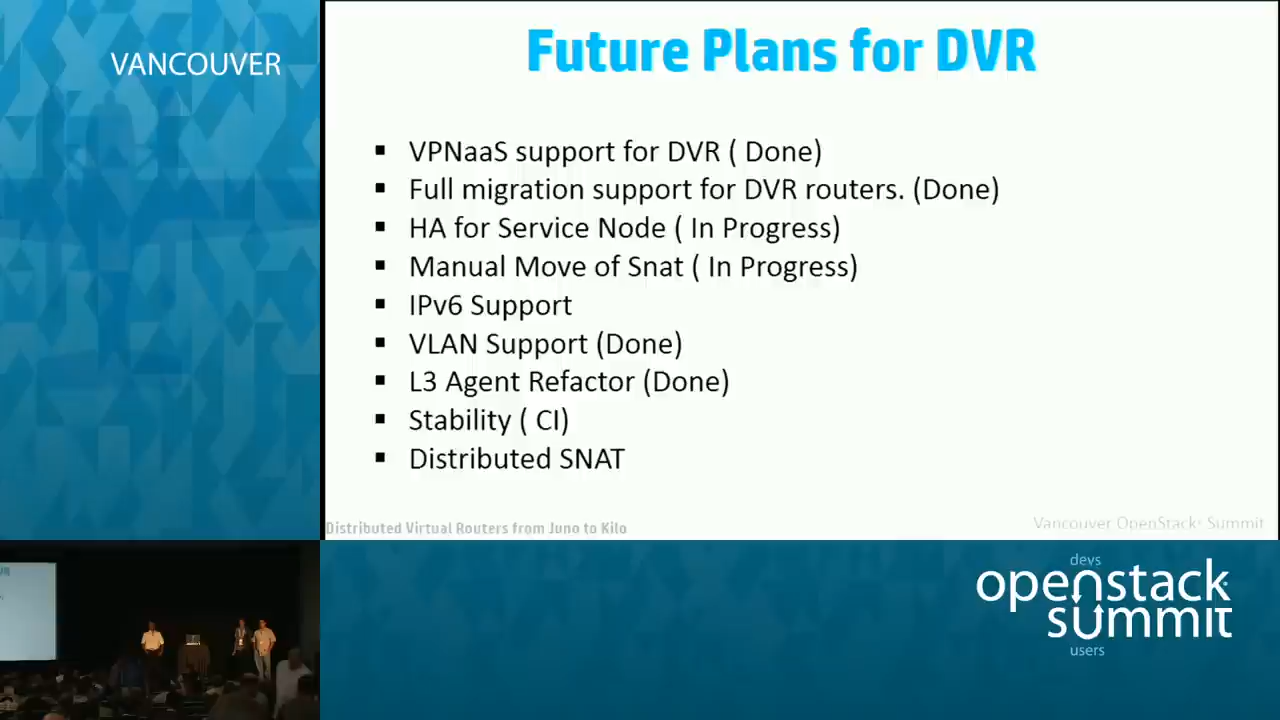 VANCOUVER
Future Plans for DVR
▪ VPNaaS support for DVR ( Done)
▪ Full migration support for DVR routers. (Done)
▪ HA for Service Node ( In Progress)
▪ Manual Move of Snat ( In Progress)
▪ IPv6 Support
▪ VLAN Support (Done)
▪ L3 Agent Refactor (Done)
▪ Stability ( CI)
▪ Distributed SNAT
Distributed Virtual Routers from Juno to Kilo
Vancouver OpenStack® Summit
devs
openstack
summit
users